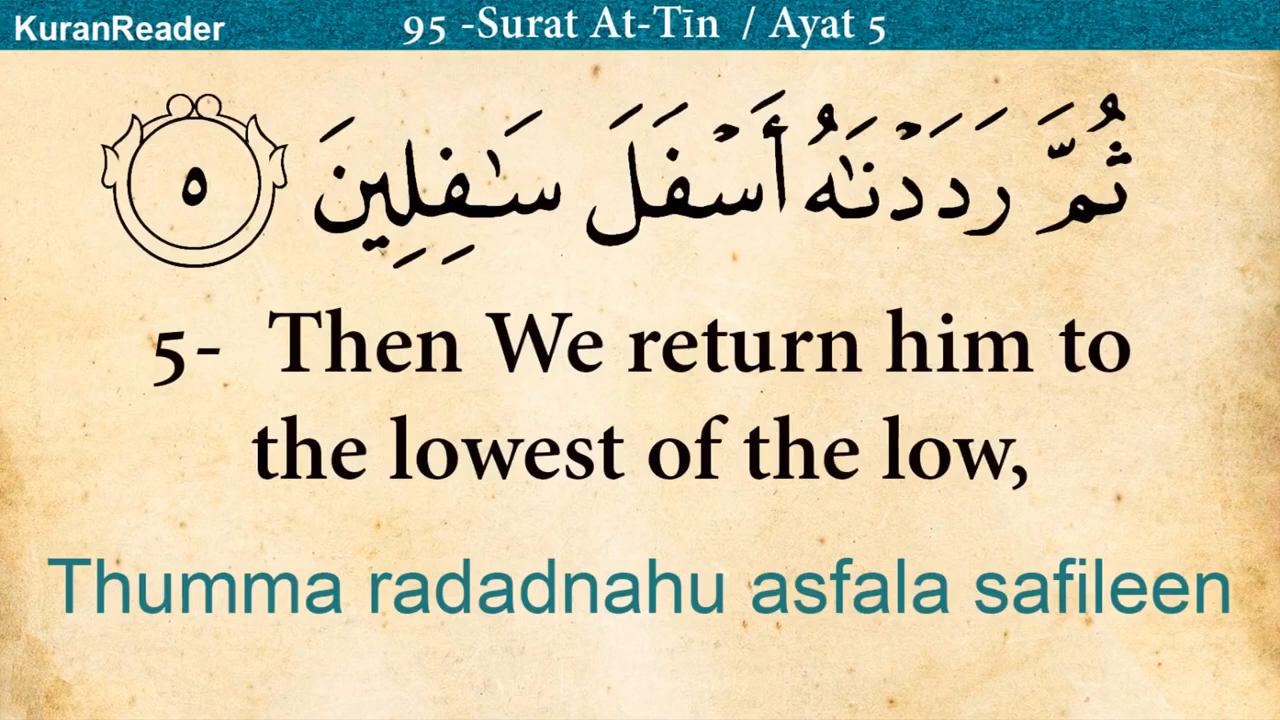 KuranReader
95 -Surat At-Tīn / Ayat 5
ثُمَّ رَدَدْنَٰهُ أَسْفَلَ سَٰفِلِينَ ٥
5- Then We return him to
the lowest of the low,
Thumma radadnahu asfala safileen